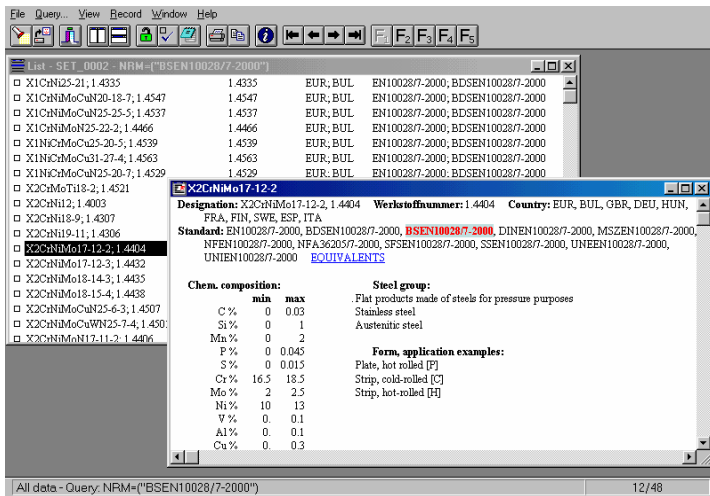 File Query... View Record Window Help
F1 F2 F3 F4 F5
List - SET_0002 - NRM=("BSEN10028/7-2000")
X1CrNi25-21; 1.4335 1.4335 EUR; BUL EN10028/7-2000; BDSEN10028/7-2000
X1CrNiMoCuN20-18-7; 1.4547 1.4547 EUR; BUL EN10028/7-2000; BDSEN10028/7-2000
X1CrNiMoCuN25-25-5; 1.4537 1.4537 EUR; BUL EN10028/7-2000; BDSEN10028/7-2000
X1CrNiMoN25-22-2; 1.4466 1.4466 EUR; BUL EN10028/7-2000; BDSEN10028/7-2000
X1NiCrMoCu25-20-5; 1.4539 1.4539 EUR; BUL EN10028/7-2000; BDSEN10028/7-2000
X1NiCrMoCu31-27-4; 1.4563 1.4563 EUR; BUL EN10028/7-2000; BDSEN10028/7-2000
X1NiCrMoCuN25-20-7; 1.4529 1.4529 EUR; BUL EN10028/7-2000; BDSEN10028/7-2000
X2CrMoTi18-2; 1.4521
X2CrNi12; 1.4003
X2CrNi18-9; 1.4307
X2CrNi19-11; 1.4306
X2CrNiMo17-12-2; 1.4404
X2CrNiMo17-12-3; 1.4432
X2CrNiMo18-14-3; 1.4435
X2CrNiMo18-15-4; 1.4438
X2CrNiMoCuN25-6-3; 1.4507
X2CrNiMoCuWN25-7-4; 1.450
X2CrNiMoN17-11-2; 1.4406
X2CrNiMo17-12-2
Designation: X2CrNiMo17-12-2, 1.4404 Werkstoffnummer: 1.4404 Country: EUR, BUL, GBR, DEU, HUN,
FRA, FIN, SWE, ESP, ITA
Standard: EN10028/7-2000, BDSEN10028/7-2000, BSEN10028/7-2000, DINEN10028/7-2000, MSZEN10028/7-2000,
NFEN10028/7-2000, NFA36205/7-2000, SFSEN10028/7-2000, SSEN10028/7-2000, UNEEN10028/7-2000,
UNIEN10028/7-2000 EQUIVALENTS
Chem. composition: Steel group:
min max . Flat products made of steels for pressure purposes
C % 0 0.03 Stainless steel
Si % 0 1 Austenitic steel
Mn % 0 2
P % 0 0.045 Form, application examples:
S % 0 0.015 Plate, hot rolled [P]
Cr % 16.5 18.5 Strip, cold-rolled [C]
Mo % 2 2.5 Strip, hot-rolled [H]
Ni % 10 13
V % 0. 0.1
Al % 0. 0.1
Cu % 0. 0.3
All data - Query: NRM=("BSEN10028/7-2000") 12/48